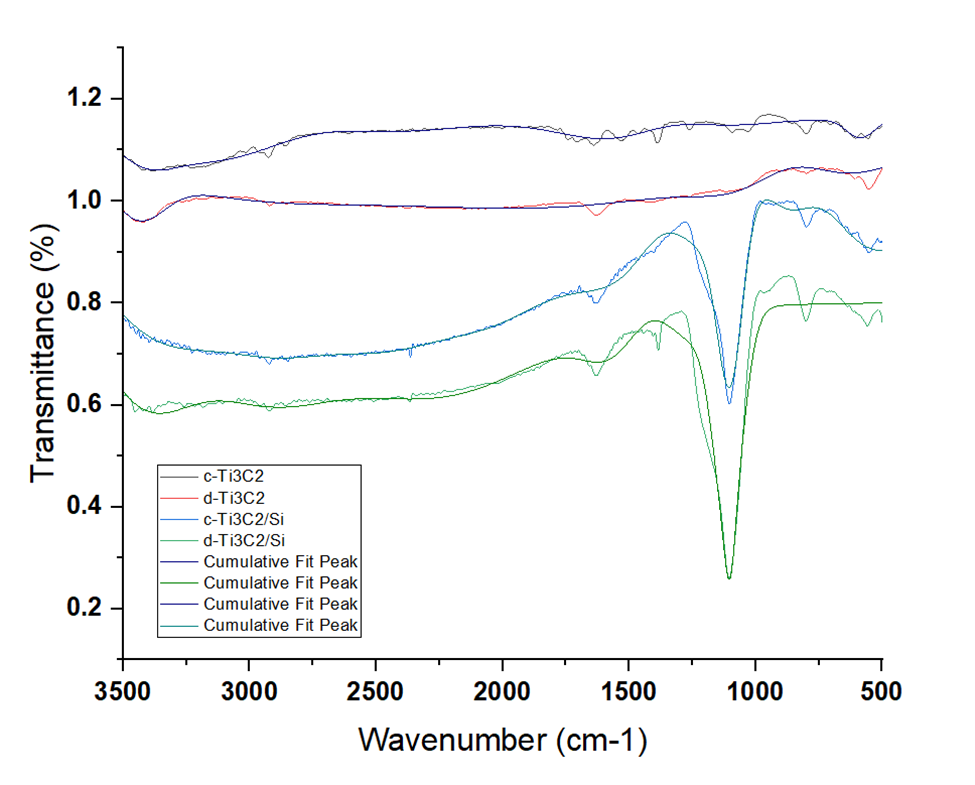 1.2
1.0
0.8
0.6
0.4
0.2
Transmittance (%)
c-Ti3C2
d-Ti3C2
c-Ti3C2/Si
d-Ti3C2/Si
Cumulative Fit Peak
Cumulative Fit Peak
Cumulative Fit Peak
Cumulative Fit Peak
3500 3000 2500 2000 1500 1000 500
Wavenumber (cm-1)